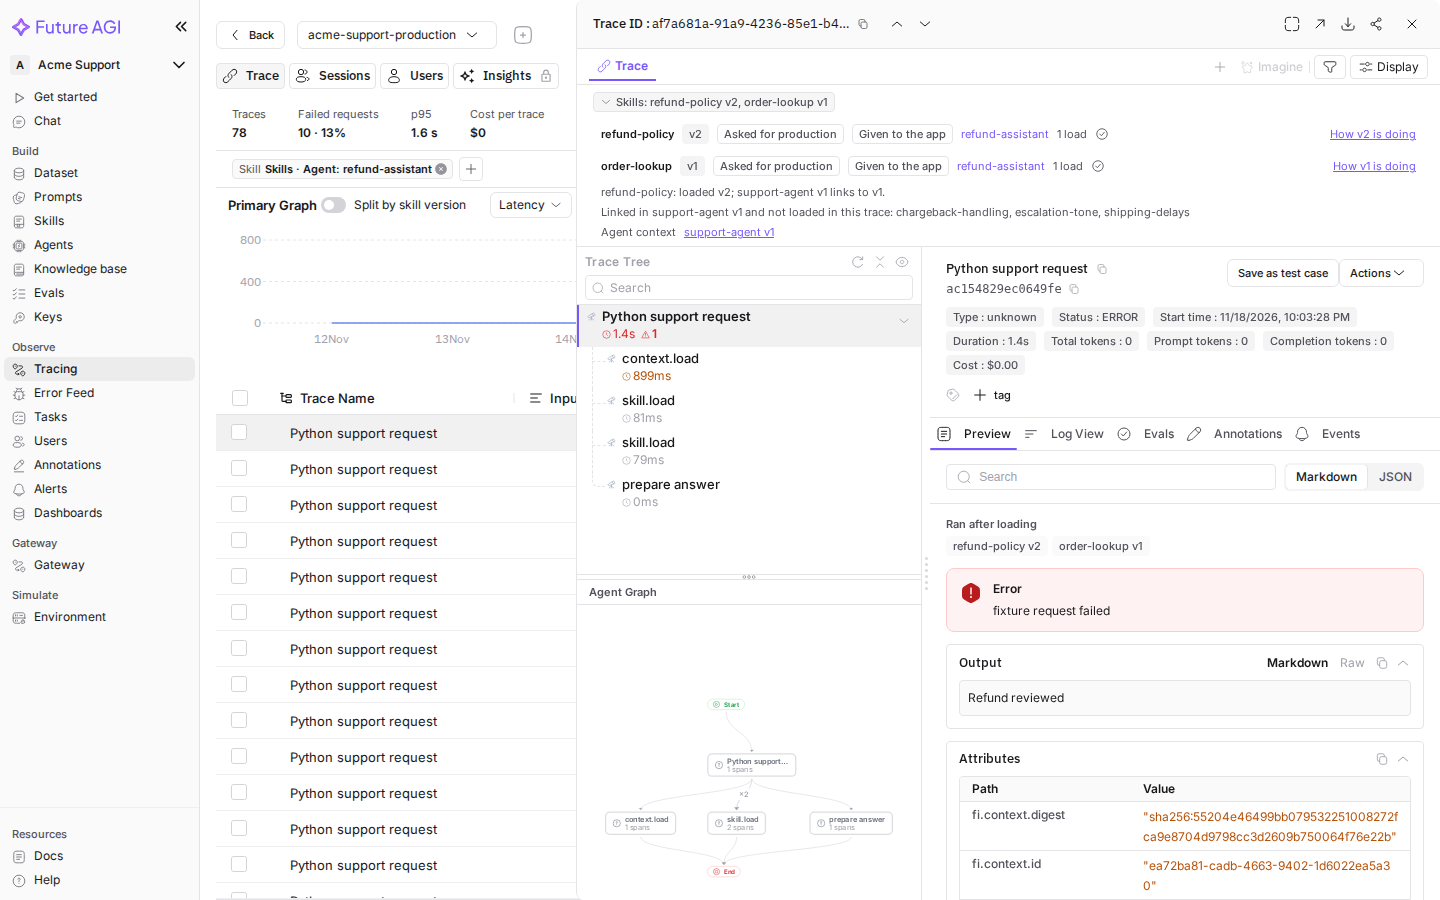 Future AGI
A Acme Support
Get started
Chat
Build
Dataset
Prompts
Skills
Agents
Knowledge base
Evals
Keys
Observe
Tracing
Error Feed
Tasks
Users
Annotations
Alerts
Dashboards
Gateway
Gateway
Simulate
Environment
Resources
Docs
Help
Back
acme-support-production
Trace
Sessions
Users
Insights
Traces
78
Failed requests
10 · 13%
p95
1.6 s
Cost per trace
$0
Skill Skills · Agent: refund-assistant
Primary Graph
Split by skill version
Latency
800
400
0
12Nov
13Nov
14N
Trace Name
Inpu
Python support request
Python support request
Python support request
Python support request
Python support request
Python support request
Python support request
Python support request
Python support request
Python support request
Python support request
Python support request
Python support request
Trace ID : af7a681a-91a9-4236-85e1-b4...
Trace
Imagine
Display
Skills: refund-policy v2, order-lookup v1
refund-policy v2 Asked for production Given to the app refund-assistant 1 load How v2 is doing
order-lookup v1 Asked for production Given to the app refund-assistant 1 load How v1 is doing
refund-policy: loaded v2; support-agent v1 links to v1.
Linked in support-agent v1 and not loaded in this trace: chargeback-handling, escalation-tone, shipping-delays
Agent context support-agent v1
Trace Tree
Search
Python support request
1.4s 1
context.load
899ms
skill.load
81ms
skill.load
79ms
prepare answer
0ms
Agent Graph
Start
Python support...
1 spans
×2
context.load
1 spans
skill.load
2 spans
prepare answer
1 spans
End
Python support request
ac154829ec0649fe
Save as test case
Actions
Type : unknown
Status : ERROR
Start time : 11/18/2026, 10:03:28 PM
Duration : 1.4s
Total tokens : 0
Prompt tokens : 0
Completion tokens : 0
Cost : $0.00
tag
Preview
Log View
Evals
Annotations
Events
Search
Markdown
JSON
Ran after loading
refund-policy v2
order-lookup v1
Error
fixture request failed
Output
Markdown
Raw
Refund reviewed
Attributes
Path
Value
fi.context.digest
"sha256:55204e46499bb079532251008272f
ca9e8704d9798cc3d2609b750064f76e22b"
fi.context.id
"ea72ba81-cadb-4663-9402-1d6022ea5a3
0"